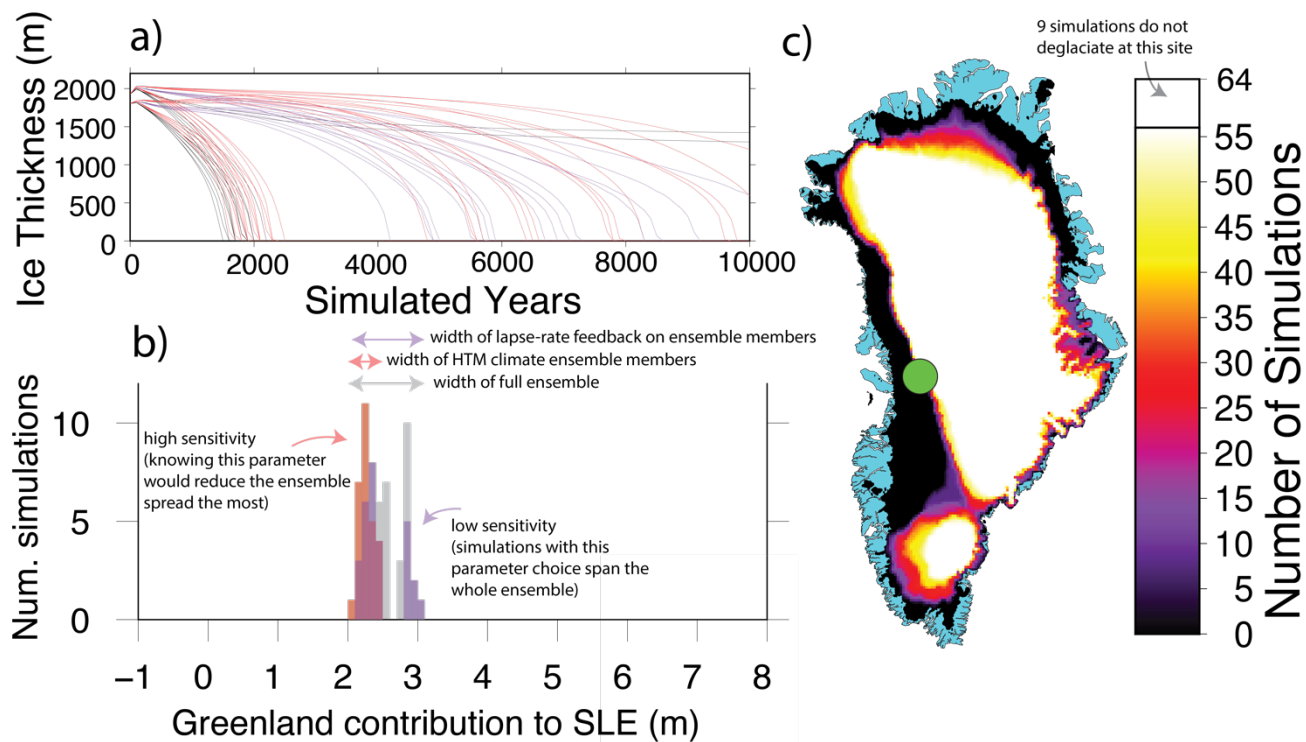 a)
Ice Thickness (m)
2000
1500
1000
500
0
0
2000
4000
6000
8000
10000
Simulated Years
b)
width of lapse-rate feedback on ensemble members
width of HTM climate ensemble members
width of full ensemble
Num. simulations
10
5
0
high sensitivity
(knowing this parameter
would reduce the ensemble
spread the most)
low sensitivity
(simulations with this
parameter choice span the
whole ensemble)
−1
0
1
2
3
4
5
6
7
8
Greenland contribution to SLE (m)
c)
9 simulations do not
deglaciate at this site
64
55
50
45
40
35
30
25
20
15
10
5
0
Number of Simulations